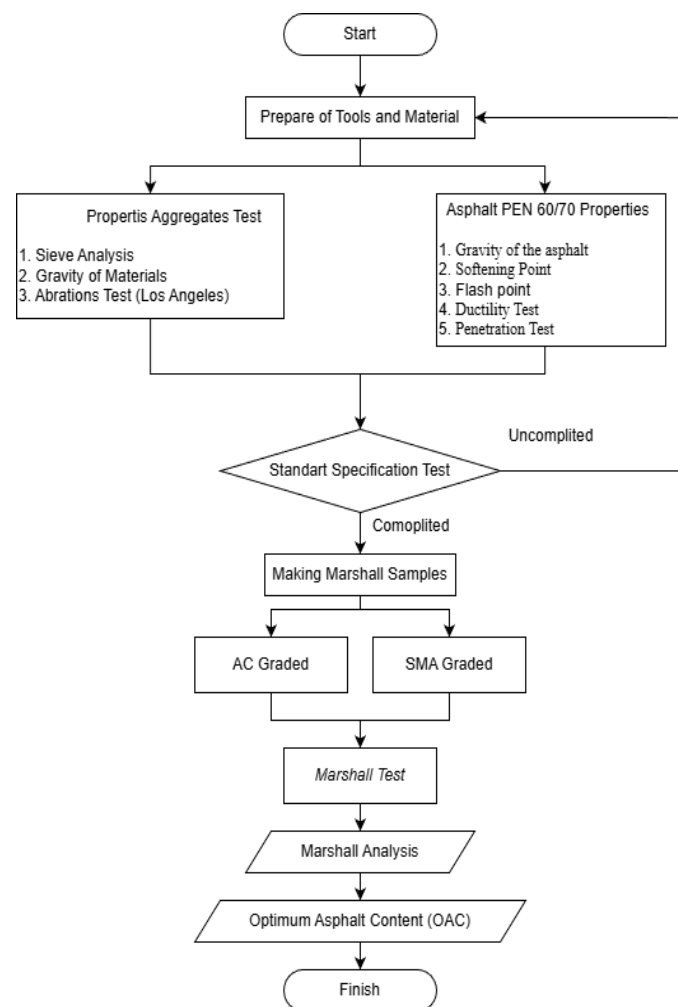 Start
Prepare of Tools and Material
Propertis Aggregates Test
1. Sieve Analysis
2. Gravity of Materials
3. Abrations Test (Los Angeles)
Asphalt PEN 60/70 Properties
1. Gravity of the asphalt
2. Softening Point
3. Flash point
4. Ductility Test
5. Penetration Test
Standart Specification Test
Uncomplited
Comoplited
Making Marshall Samples
AC Graded
SMA Graded
Marshall Test
Marshall Analysis
Optimum Asphalt Content (OAC)
Finish